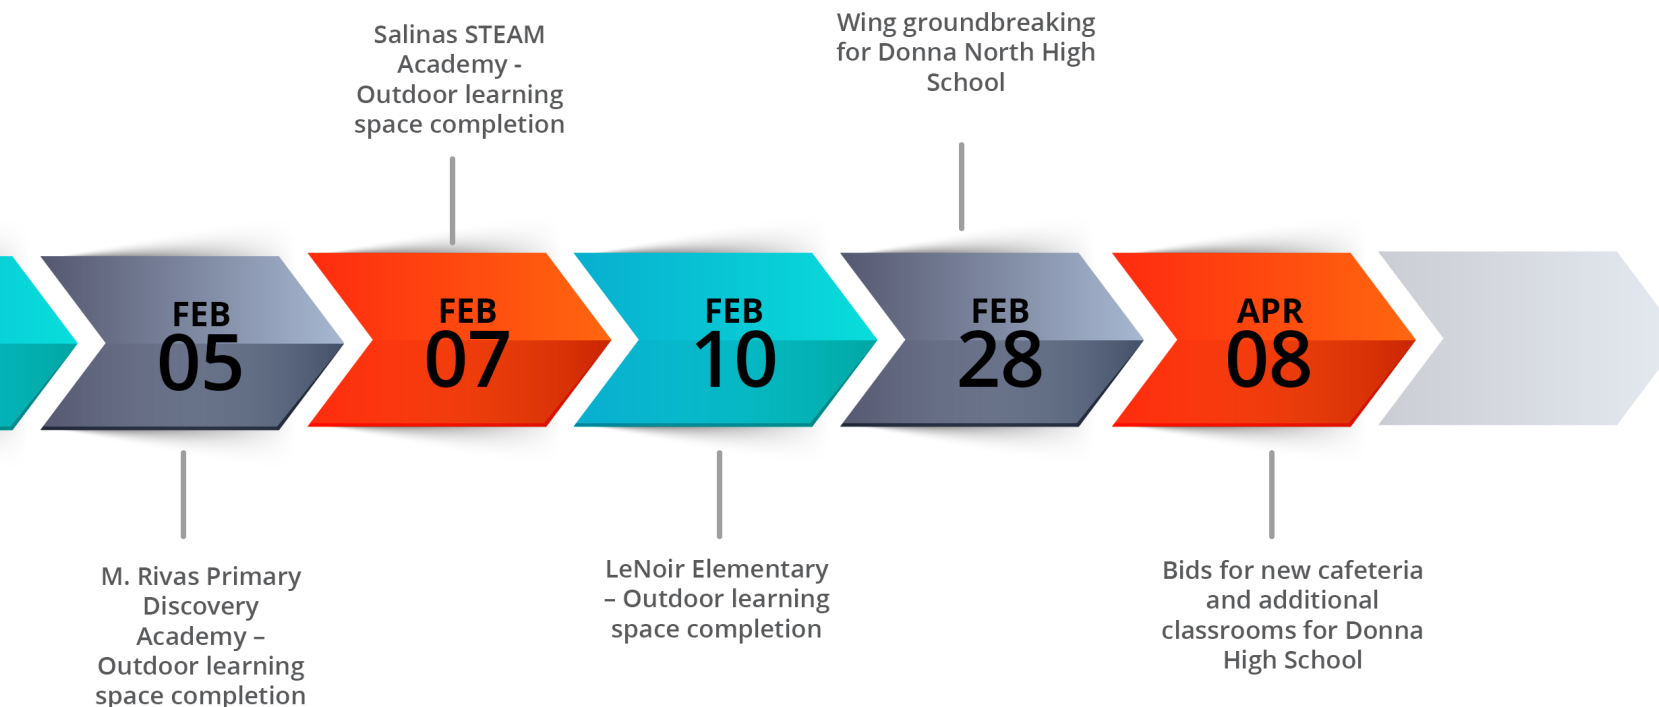 Salinas STEAM
Academy -
Outdoor learning
space completion
Wing groundbreaking
for Donna North High
School
FEB
05
FEB
07
FEB
10
FEB
28
APR
08
M. Rivas Primary
Discovery
Academy –
Outdoor learning
space completion
LeNoir Elementary
– Outdoor learning
space completion
Bids for new cafeteria
and additional
classrooms for Donna
High School